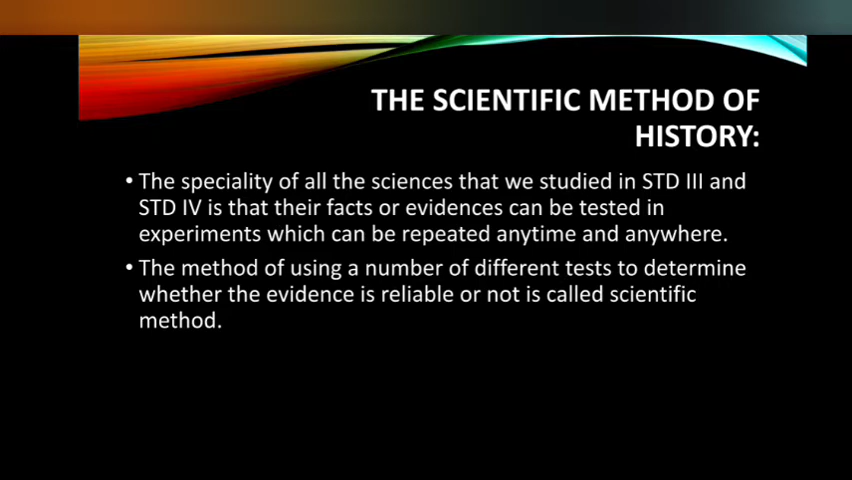 THE SCIENTIFIC METHOD OF
HISTORY:
• The speciality of all the sciences that we studied in STD III and
STD IV is that their facts or evidences can be tested in
experiments which can be repeated anytime and anywhere.
• The method of using a number of different tests to determine
whether the evidence is reliable or not is called scientific
method.